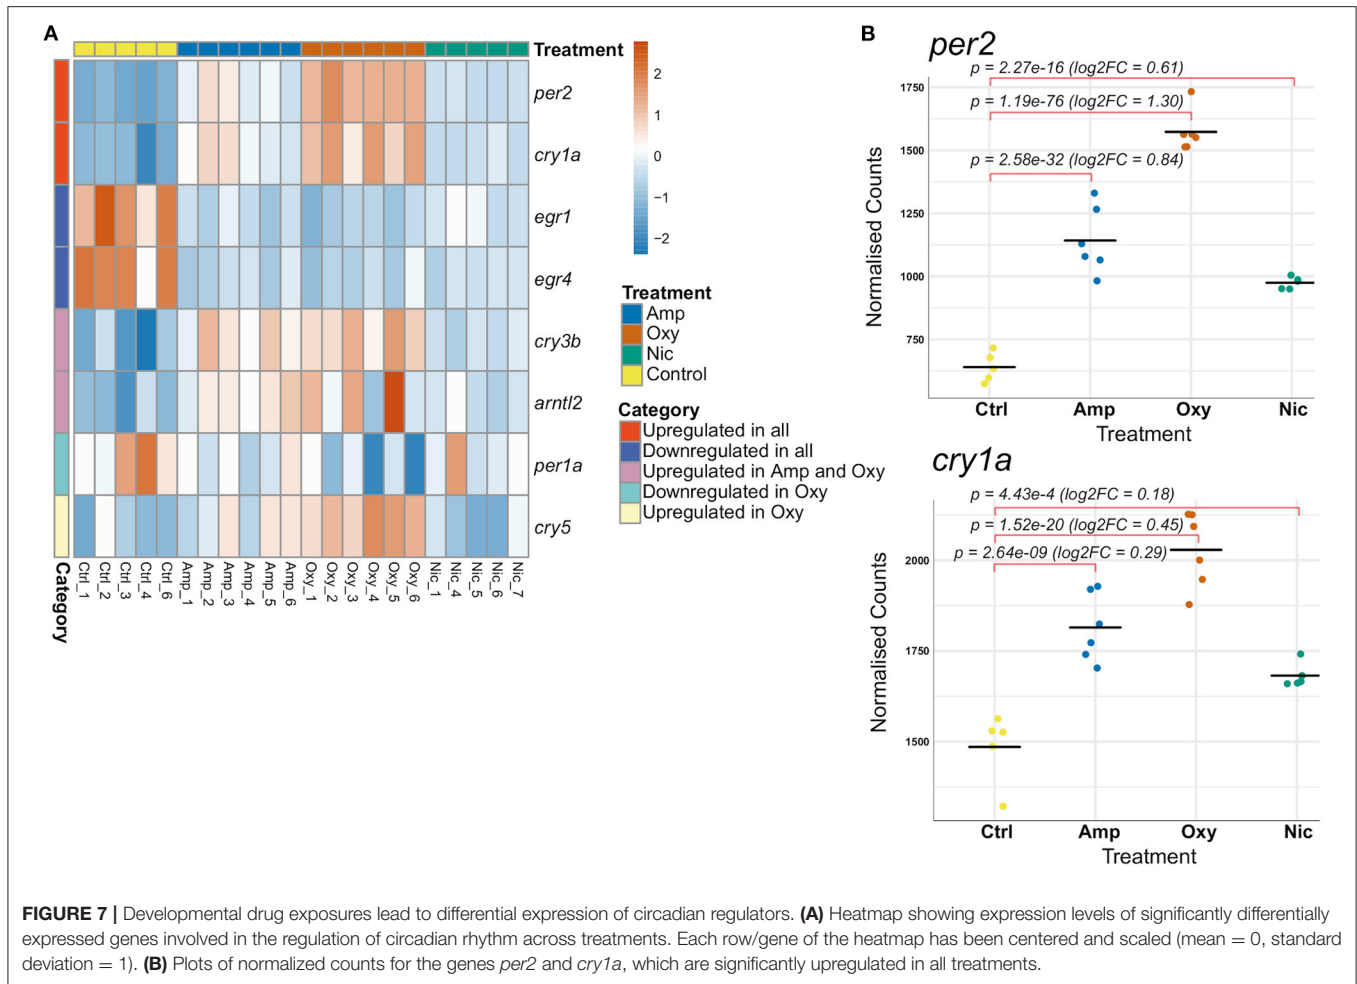 A
Treatment
per2
cry1a
egr1
egr4
cry3b
arntl2
per1a
cry5
2
1
0
−1
−2
Treatment
Amp
Oxy
Nic
Control
Category
Upregulated in all
Downregulated in all
Upregulated in Amp and Oxy
Downregulated in Oxy
Upregulated in Oxy
Category
Ctrl_1
Ctrl_2
Ctrl_3
Ctrl_4
Ctrl_6
Amp_1
Amp_2
Amp_3
Amp_4
Amp_5
Amp_6
Oxy_1
Oxy_2
Oxy_3
Oxy_4
Oxy_5
Oxy_6
Nic_1
Nic_4
Nic_5
Nic_6
Nic_7
B
per2
p = 2.27e-16 (log2FC = 0.61)
p = 1.19e-76 (log2FC = 1.30)
p = 2.58e-32 (log2FC = 0.84)
Normalised Counts
1750
1500
1250
1000
750
Ctrl Amp Oxy Nic
Treatment
cry1a
p = 4.43e-4 (log2FC = 0.18)
p = 1.52e-20 (log2FC = 0.45)
p = 2.64e-09 (log2FC = 0.29)
Normalised Counts
2000
1750
1500
Ctrl Amp Oxy Nic
Treatment
FIGURE 7 | Developmental drug exposures lead to differential expression of circadian regulators. (A) Heatmap showing expression levels of significantly differentially
expressed genes involved in the regulation of circadian rhythm across treatments. Each row/gene of the heatmap has been centered and scaled (mean = 0, standard
deviation = 1). (B) Plots of normalized counts for the genes per2 and cry1a, which are significantly upregulated in all treatments.